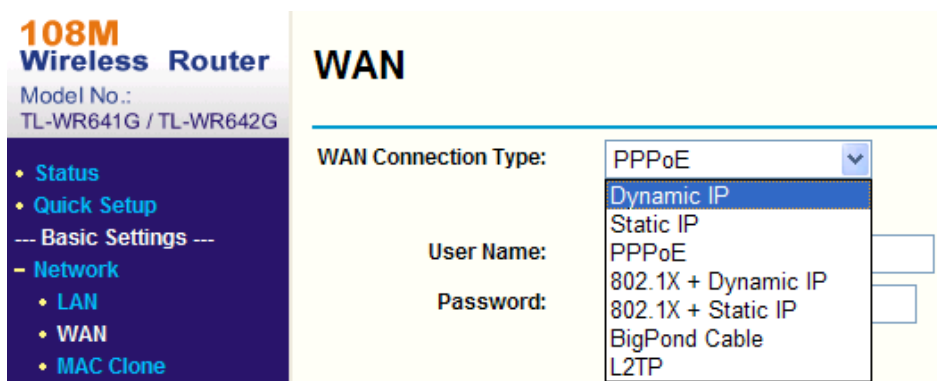 108M
Wireless Router
Model No.:
TL-WR641G / TL-WR642G
• Status
• Quick Setup
--- Basic Settings ---
– Network
• LAN
• WAN
• MAC Clone
WAN
WAN Connection Type: PPPoE
Dynamic IP
Static IP
PPPoE
802.1X + Dynamic IP
802.1X + Static IP
BigPond Cable
L2TP
User Name:
Password: